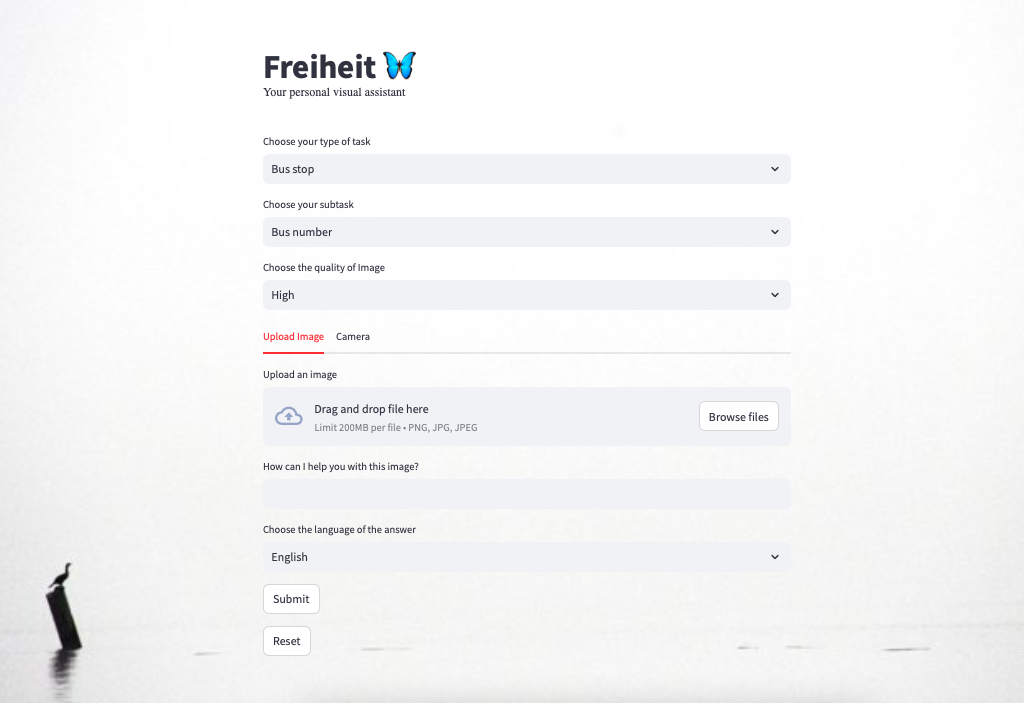 Freiheit 🦋
Your personal visual assistant
Choose your type of task
Bus stop
Choose your subtask
Bus number
Choose the quality of Image
High
Upload Image Camera
Upload an image
Drag and drop file here
Limit 200MB per file • PNG, JPG, JPEG
Browse files
How can I help you with this image?
Choose the language of the answer
English
Submit
Reset